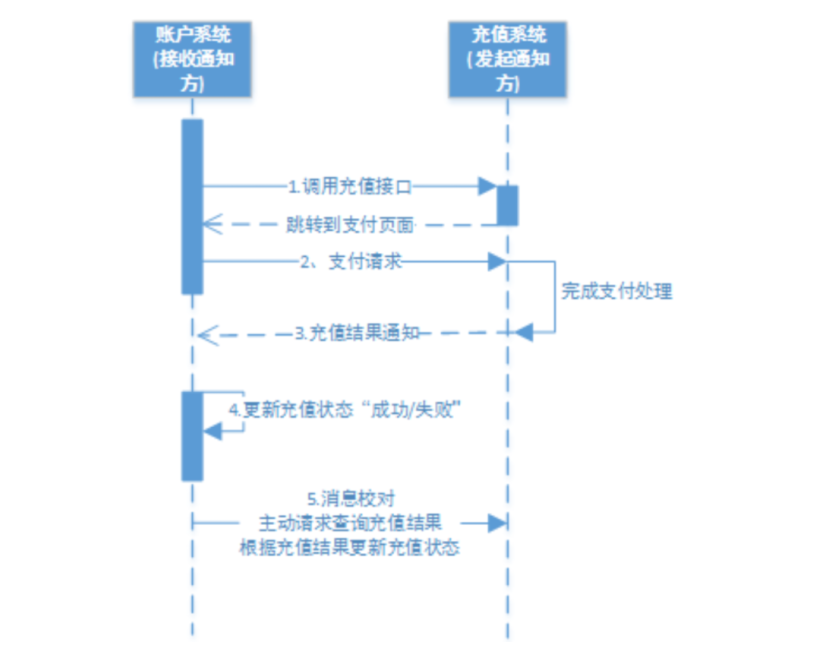 账户系统
(接收通知
方)
充值系统
(发起通知
方)
1.调用充值接口
跳转到支付页面
2、支付请求
完成支付处理
3.充值结果通知
4.更新充值状态“成功/失败”
5.消息校对
主动请求查询充值结果
根据充值结果更新充值状态